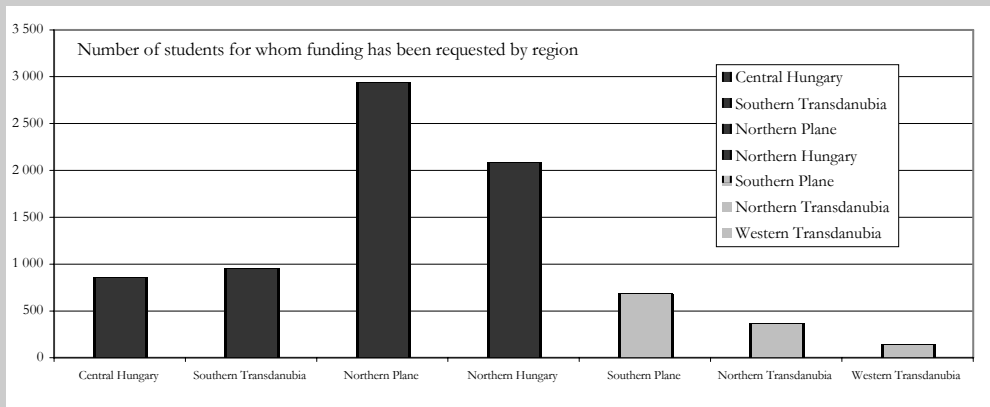 Number of students for whom funding has been requested by region
3 500
3 000
2 500
2 000
1 500
1 000
500
0
Central Hungary
Southern Transdanubia
Northern Plane
Northern Hungary
Southern Plane
Northern Transdanubia
Western Transdanubia
Central Hungary Southern Transdanubia Northern Plane Northern Hungary Southern Plane Northern Transdanubia Western Transdanubia